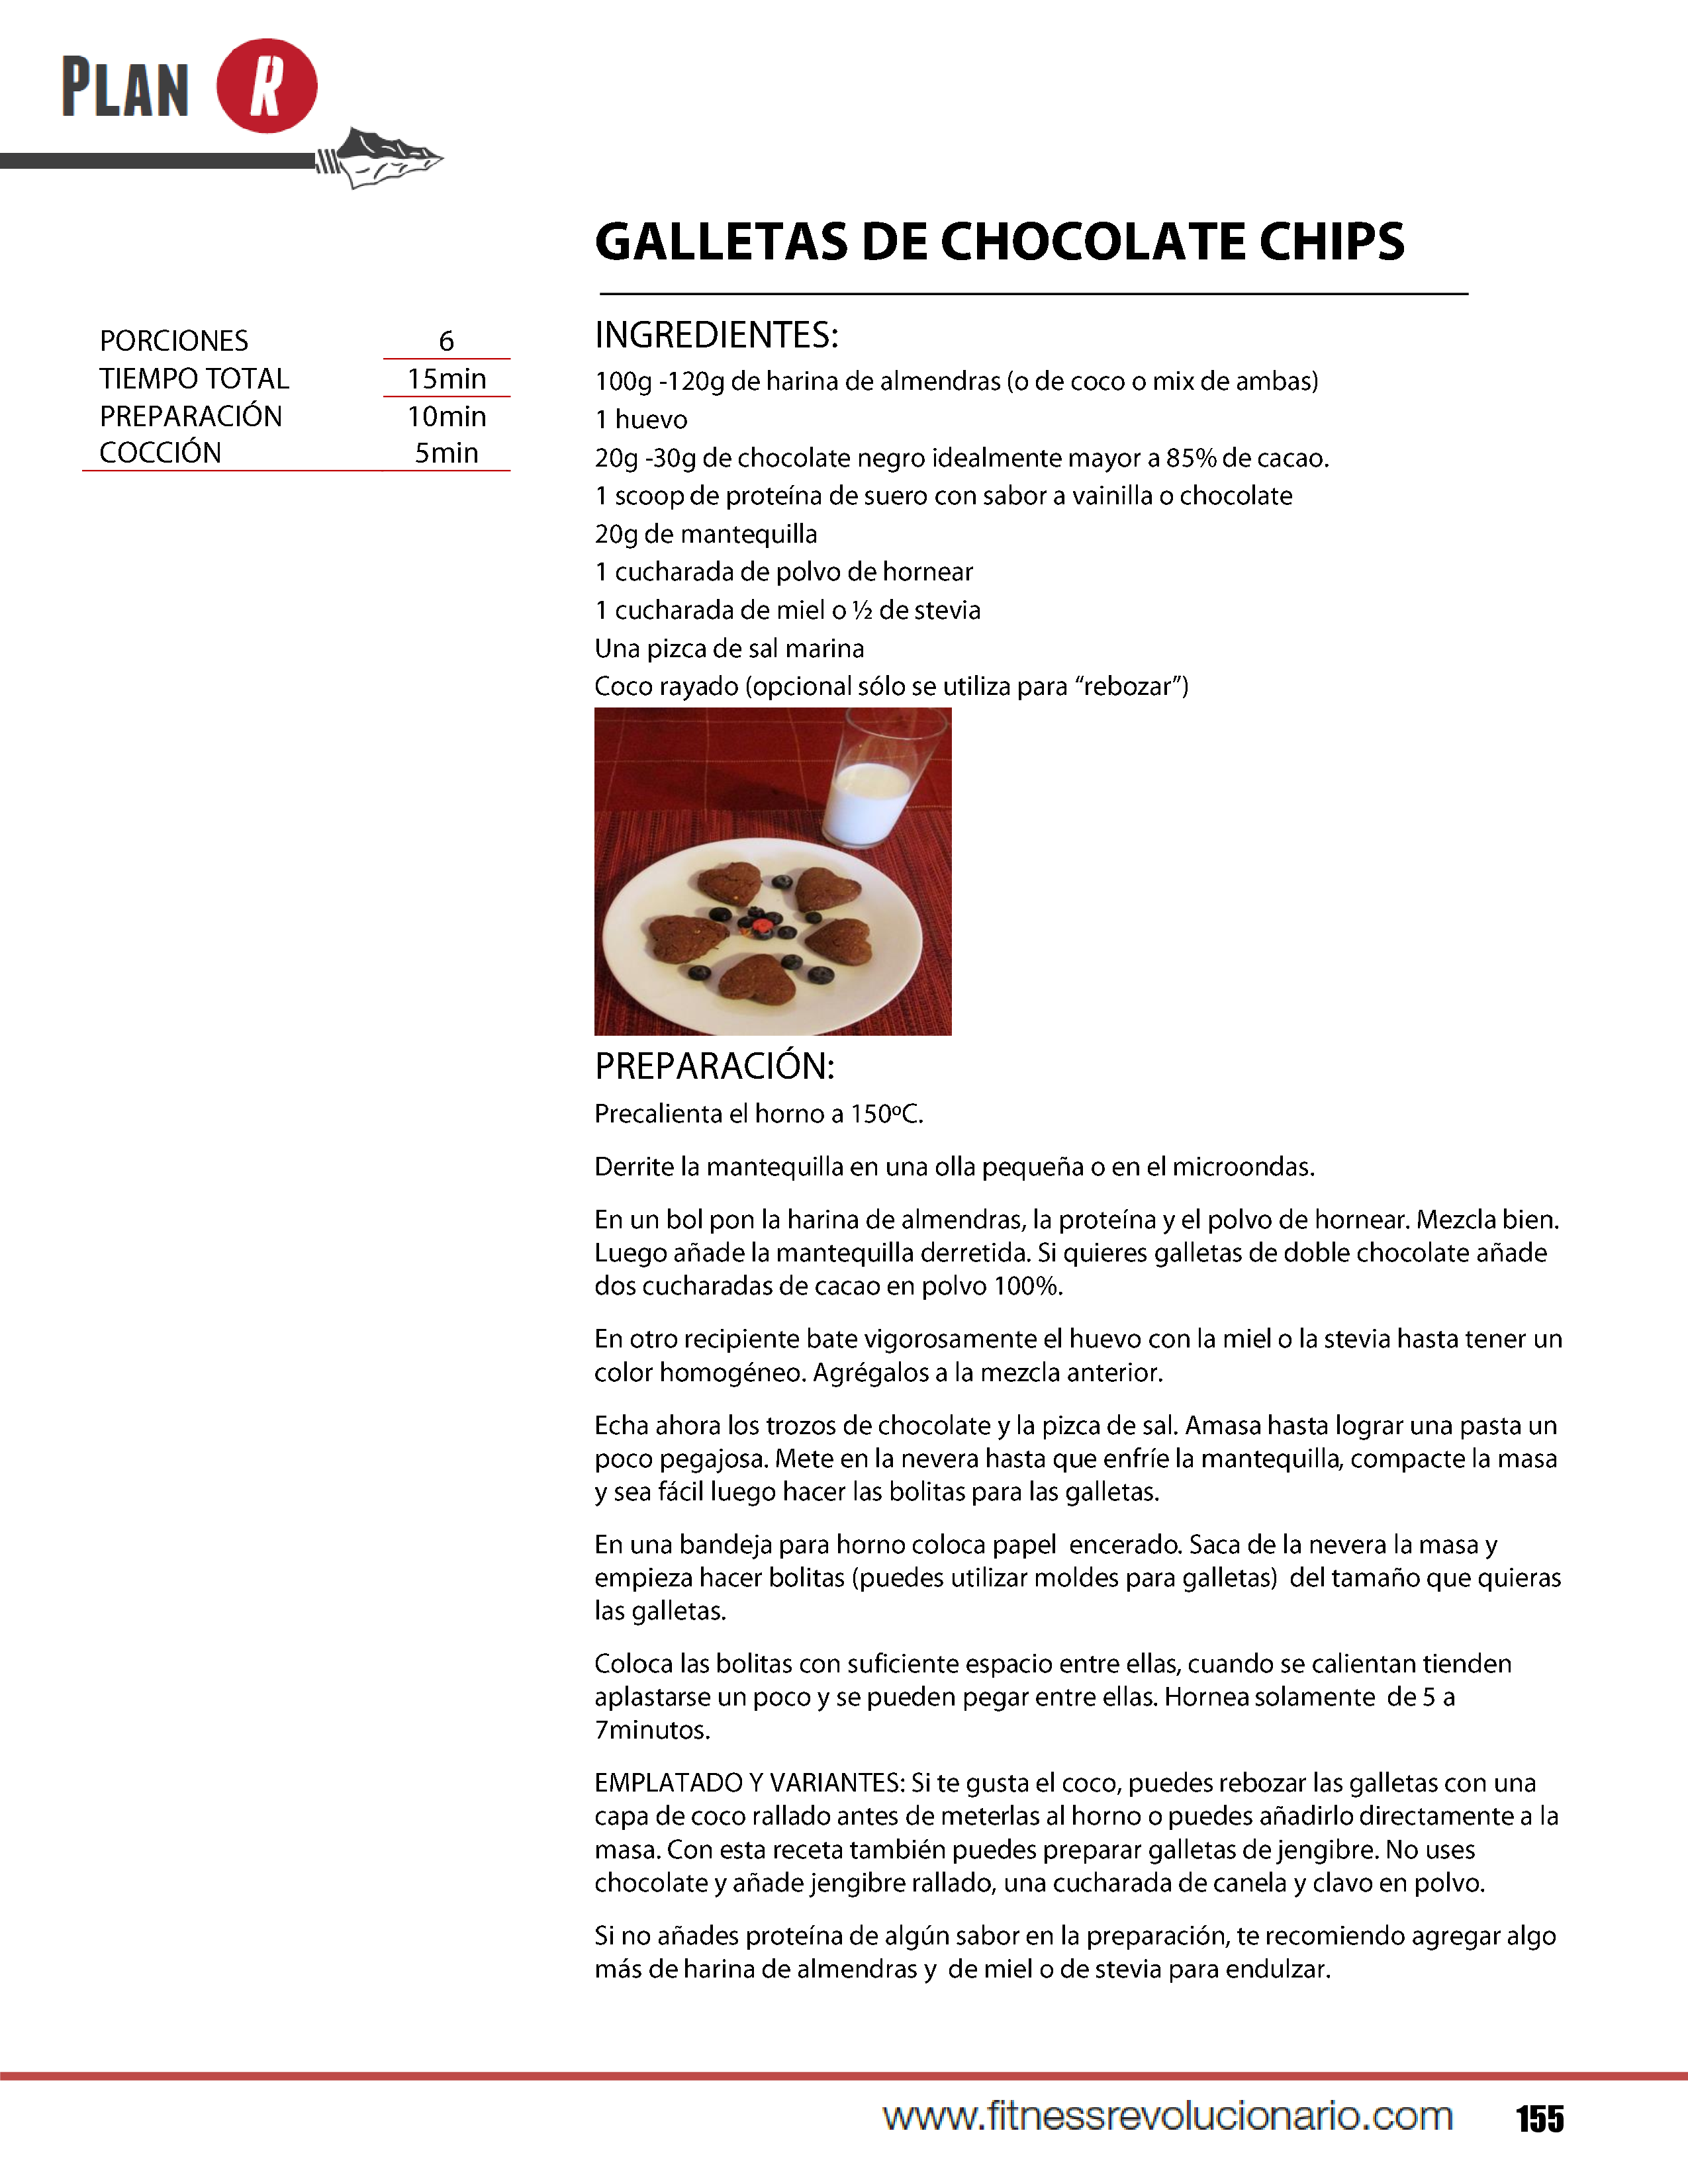 PLAN R
GALLETAS DE CHOCOLATE CHIPS
PORCIONES 6
TIEMPO TOTAL 15min
PREPARACIÓN 10min
COCCIÓN 5min
INGREDIENTES:
100g -120g de harina de almendras (o de coco o mix de ambas)
1 huevo
20g -30g de chocolate negro idealmente mayor a 85% de cacao.
1 scoop de proteína de suero con sabor a vainilla o chocolate
20g de mantequilla
1 cucharada de polvo de hornear
1 cucharada de miel o ½ de stevia
Una pizca de sal marina
Coco rayado (opcional sólo se utiliza para “rebozar”)
PREPARACIÓN:
Precalienta el horno a 150ºC.
Derrite la mantequilla en una olla pequeña o en el microondas.
En un bol pon la harina de almendras, la proteína y el polvo de hornear. Mezcla bien.
Luego añade la mantequilla derretida. Si quieres galletas de doble chocolate añade
dos cucharadas de cacao en polvo 100%.
En otro recipiente bate vigorosamente el huevo con la miel o la stevia hasta tener un
color homogéneo. Agrégalos a la mezcla anterior.
Echa ahora los trozos de chocolate y la pizca de sal. Amasa hasta lograr una pasta un
poco pegajosa. Mete en la nevera hasta que enfríe la mantequilla, compacte la masa
y sea fácil luego hacer las bolitas para las galletas.
En una bandeja para horno coloca papel  encerado. Saca de la nevera la masa y
empieza hacer bolitas (puedes utilizar moldes para galletas)  del tamaño que quieras
las galletas.
Coloca las bolitas con suficiente espacio entre ellas, cuando se calientan tienden
aplastarse un poco y se pueden pegar entre ellas. Hornea solamente  de 5 a
7minutos.
EMPLATADO Y VARIANTES: Si te gusta el coco, puedes rebozar las galletas con una
capa de coco rallado antes de meterlas al horno o puedes añadirlo directamente a la
masa. Con esta receta también puedes preparar galletas de jengibre. No uses
chocolate y añade jengibre rallado, una cucharada de canela y clavo en polvo.
Si no añades proteína de algún sabor en la preparación, te recomiendo agregar algo
más de harina de almendras y  de miel o de stevia para endulzar.
www.fitnessrevolucionario.com 155